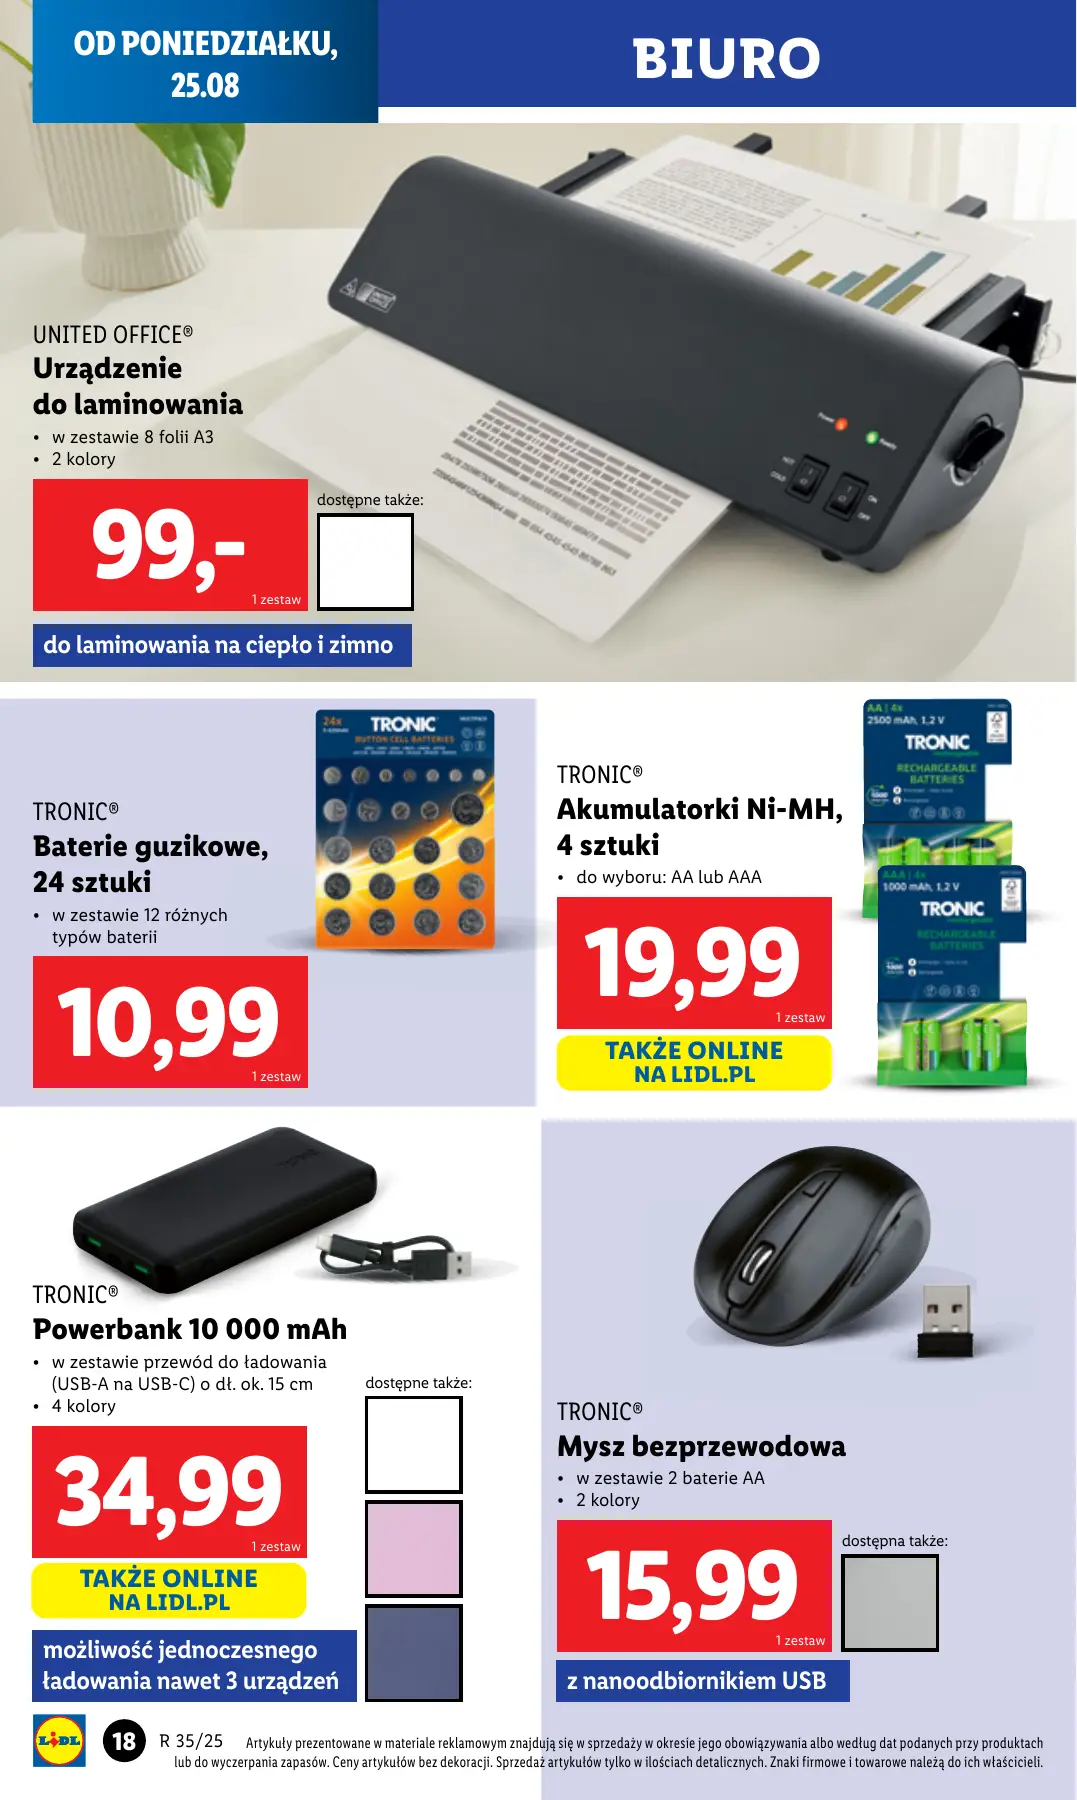 OD PONIEDZIAŁKU,
25.08
BIURO
UNITED OFFICE®
Urządzenie
do laminowania
• w zestawie 8 folii A3
• 2 kolory
99,-
1 zestaw
dostępne także:
do laminowania na ciepło i zimno
Power
Ready
HOT
COLD
ON
OFF
TRONIC®
Baterie guzikowe,
24 sztuki
• w zestawie 12 różnych
typów baterii
10,99
1 zestaw
24x
TRONIC
BUTTON CELL BATTERIES
TRONIC®
Akumulatorki Ni-MH,
4 sztuki
• do wyboru: AA lub AAA
19,99
1 zestaw
TAKŻE ONLINE
NA LIDL.PL
AA | 4x
2500 mAh, 1,2 V
TRONIC
RECHARGEABLE
BATTERIES
AAA | 4x
1000 mAh, 1,2 V
TRONIC
RECHARGEABLE
BATTERIES
TRONIC®
Powerbank 10 000 mAh
• w zestawie przewód do ładowania
(USB-A na USB-C) o dł. ok. 15 cm
• 4 kolory
34,99
1 zestaw
dostępne także:
TAKŻE ONLINE
NA LIDL.PL
możliwość jednoczesnego
ładowania nawet 3 urządzeń
TRONIC®
Mysz bezprzewodowa
• w zestawie 2 baterie AA
• 2 kolory
15,99
1 zestaw
dostępna także:
z nanoodbiornikiem USB
LIDL
18
R 35/25
Artykuły prezentowane w materiale reklamowym znajdują się w sprzedaży w okresie jego obowiązywania albo według dat podanych przy produktach
lub do wyczerpania zapasów. Ceny artykułów bez dekoracji. Sprzedaż artykułów tylko w ilościach detalicznych. Znaki firmowe i towarowe należą do ich właścicieli.